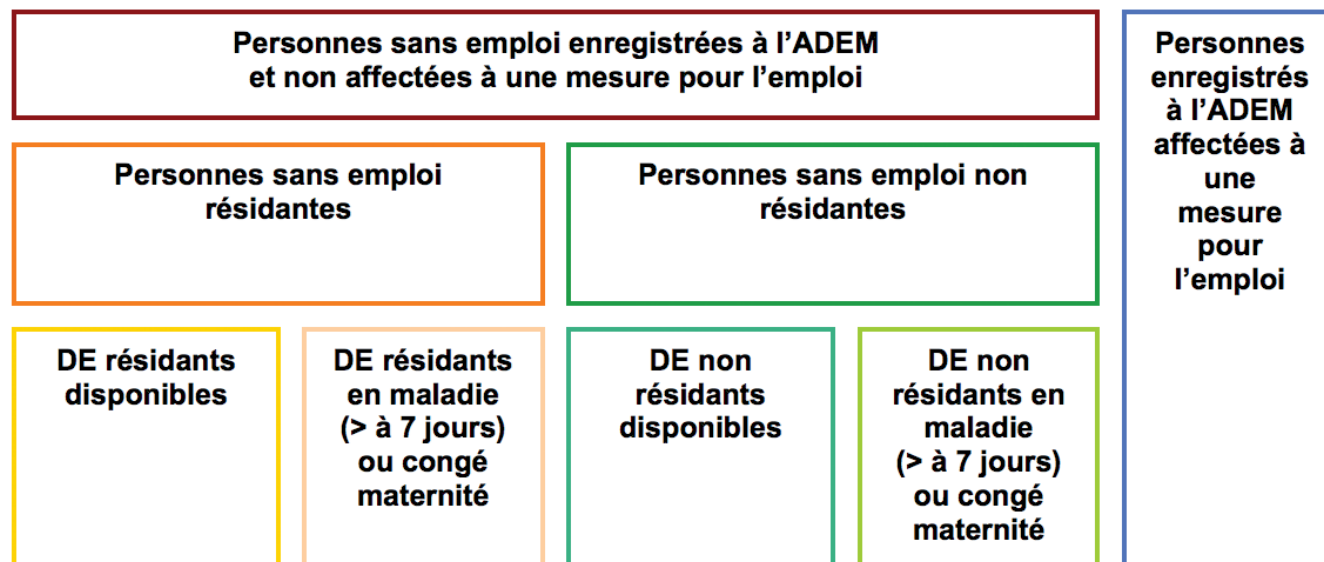 Personnes sans emploi enregistrées à l'ADEM
et non affectées à une mesure pour l'emploi
Personnes
enregistrés
à l'ADEM
affectées à
une
mesure
pour
l'emploi
Personnes sans emploi
résidantes
Personnes sans emploi non
résidantes
DE résidants
disponibles
DE résidants
en maladie
(> à 7 jours)
ou congé
maternité
DE non
résidants
disponibles
DE non
résidants en
maladie
(> à 7 jours)
ou congé
maternité